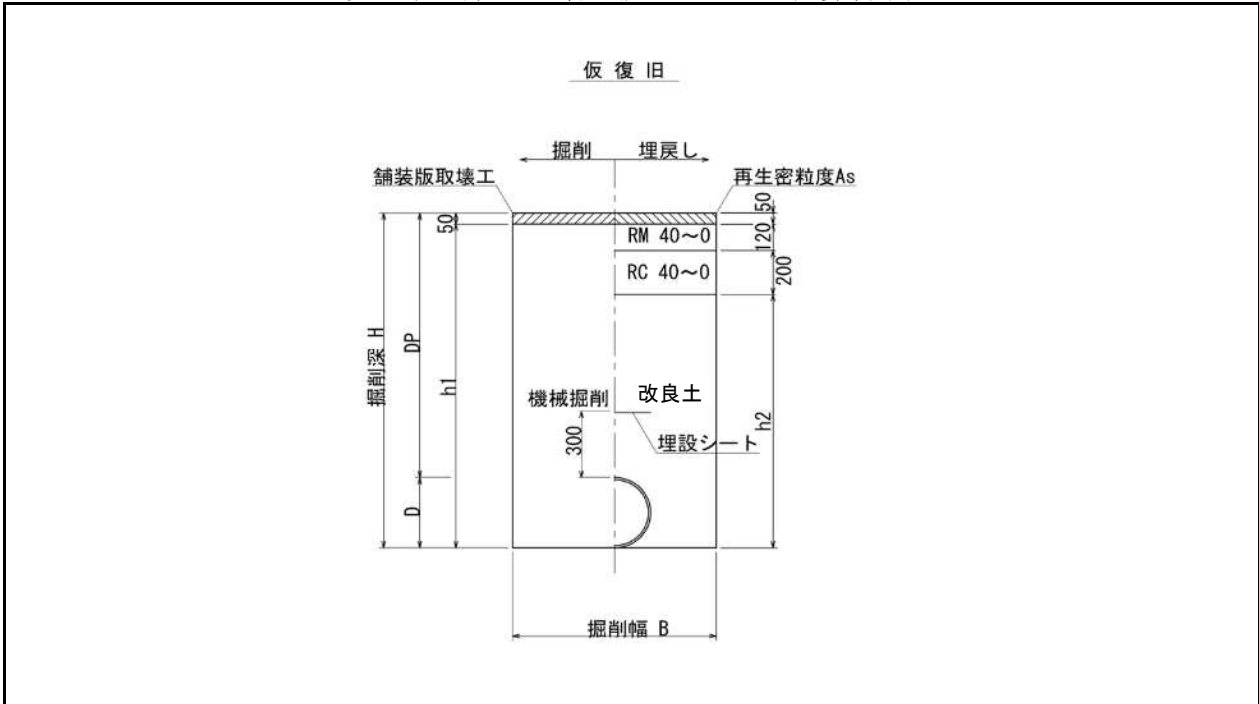 仮復旧
掘削 埋戻し
舗装版取壊工 再生密粒度As
50
50
RM 40～0
120
RC 40～0
200
掘削深 H
DP
h1
機械掘削
改良土
h2
300
埋設シート
D
掘削幅 B